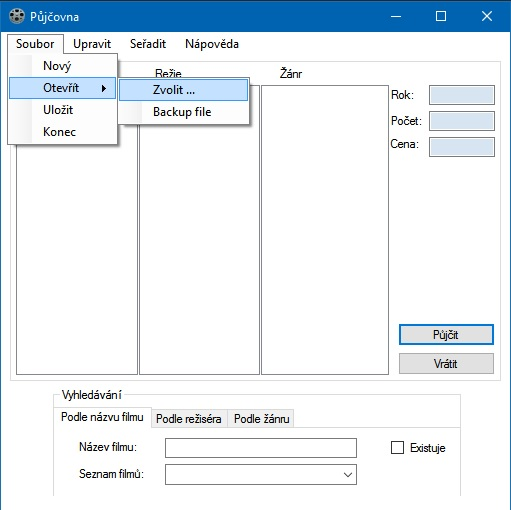 Půjčovna
Soubor Upravit Seřadit Nápověda
Nový
Otevřít
Uložit
Konec
Zvolit ...
Backup file
Režie
Žánr
Rok:
Počet:
Cena:
Půjčit
Vrátit
Vyhledávání
Podle názvu filmu Podle režiséra Podle žánru
Název filmu:
Existuje
Seznam filmů: